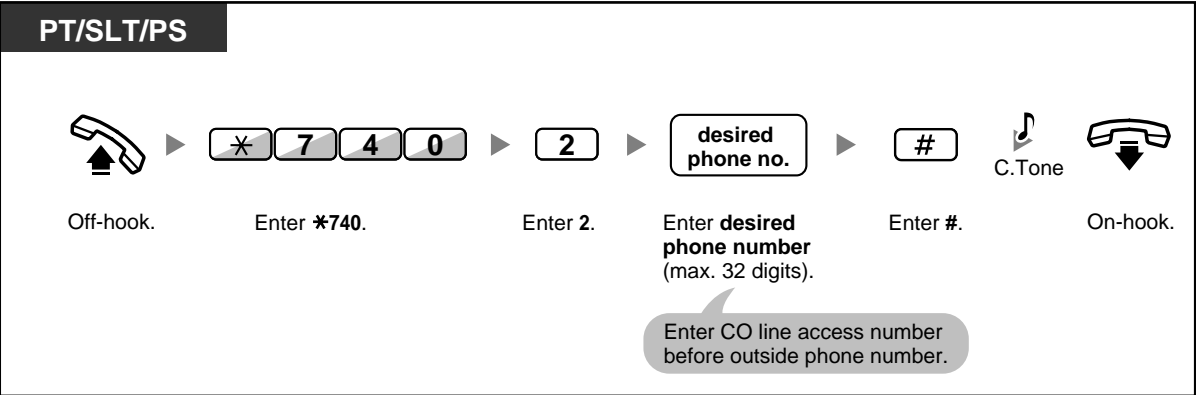 PT/SLT/PS
✳ 7 4 0
2
desired
phone no.
#
C.Tone
Off-hook.
Enter ✳740.
Enter 2.
Enter desired
phone number
(max. 32 digits).
Enter #.
On-hook.
Enter CO line access number
before outside phone number.